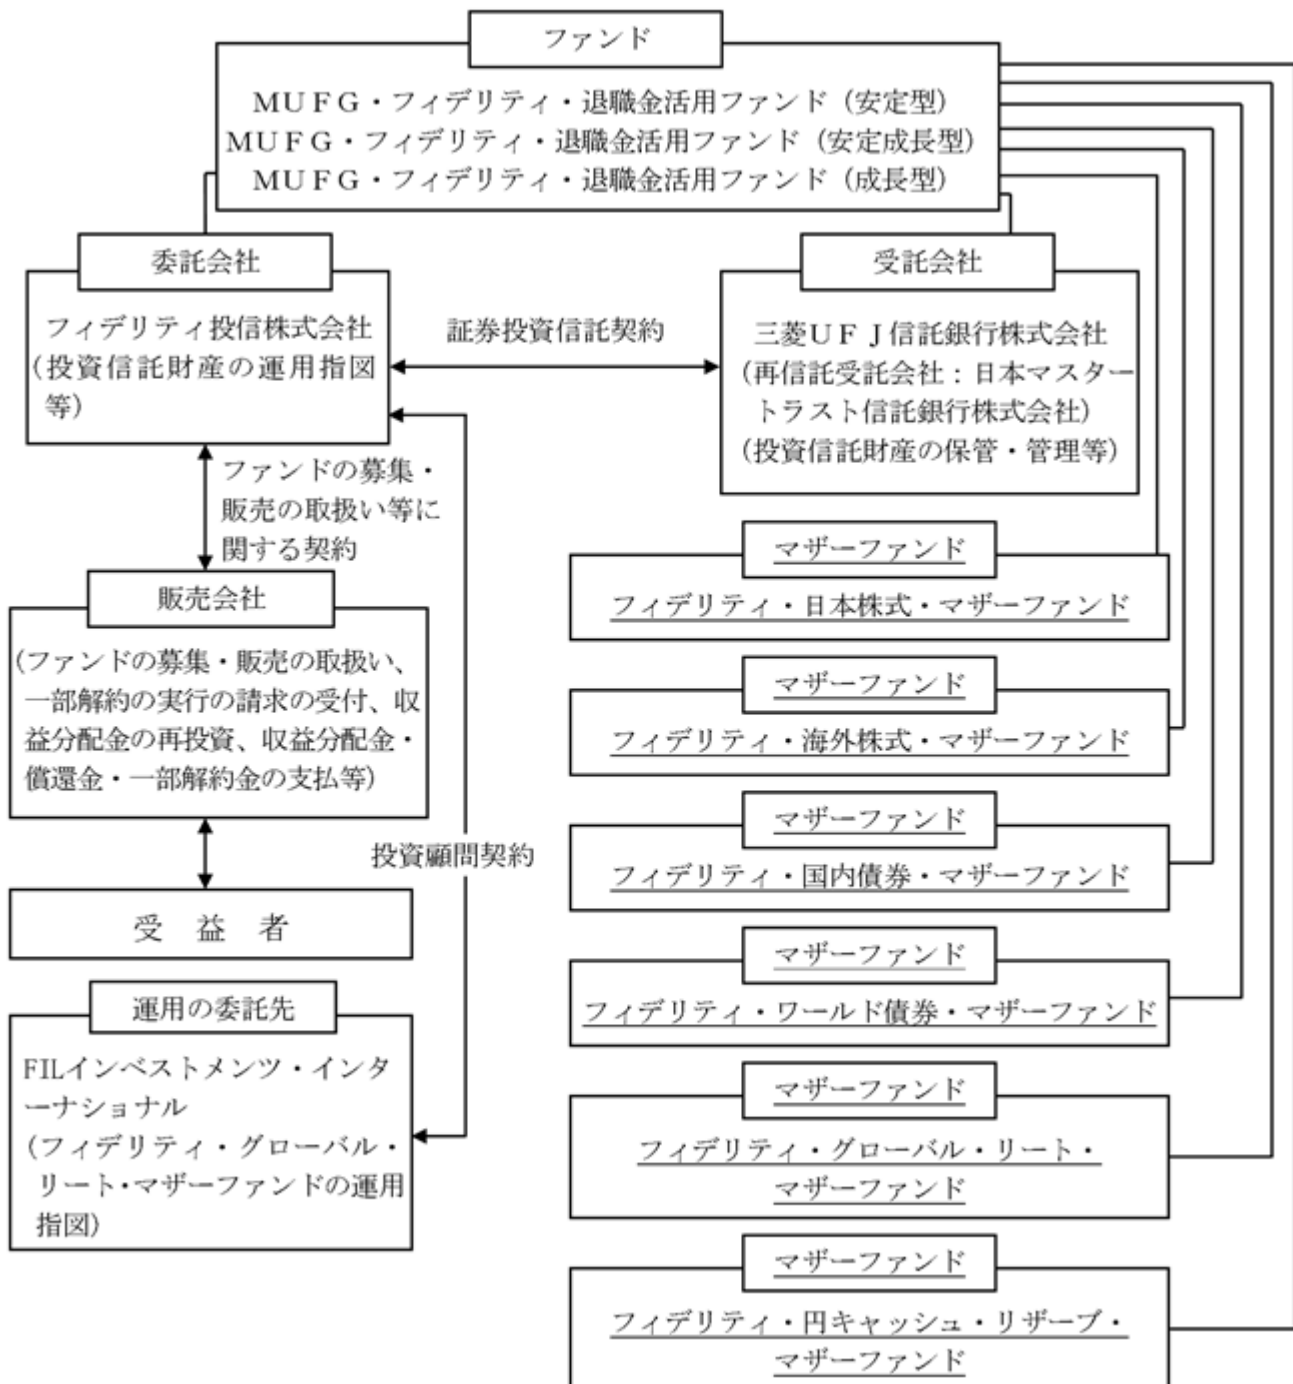 ファンド
MUFG・フィデリティ・退職金活用ファンド（安定型）
MUFG・フィデリティ・退職金活用ファンド（安定成長型）
MUFG・フィデリティ・退職金活用ファンド（成長型）
委託会社
フィデリティ投信株式会社
（投資信託財産の運用指図
等）
証券投資信託契約
受託会社
三菱UFJ信託銀行株式会社
（再信託受託会社：日本マスター
トラスト信託銀行株式会社）
（投資信託財産の保管・管理等）
ファンドの募集・
販売の取扱い等に
関する契約
販売会社
（ファンドの募集・販売の取扱い、
一部解約の実行の請求の受付、収
益分配金の再投資、収益分配金・
償還金・一部解約金の支払等）
投資顧問契約
受　益　者
運用の委託先
FILインベストメンツ・インタ
ーナショナル
（フィデリティ・グローバル・
リート・マザーファンドの運用
指図）
マザーファンド
フィデリティ・日本株式・マザーファンド
マザーファンド
フィデリティ・海外株式・マザーファンド
マザーファンド
フィデリティ・国内債券・マザーファンド
マザーファンド
フィデリティ・ワールド債券・マザーファンド
マザーファンド
フィデリティ・グローバル・リート・
マザーファンド
マザーファンド
フィデリティ・円キャッシュ・リザーブ・
マザーファンド